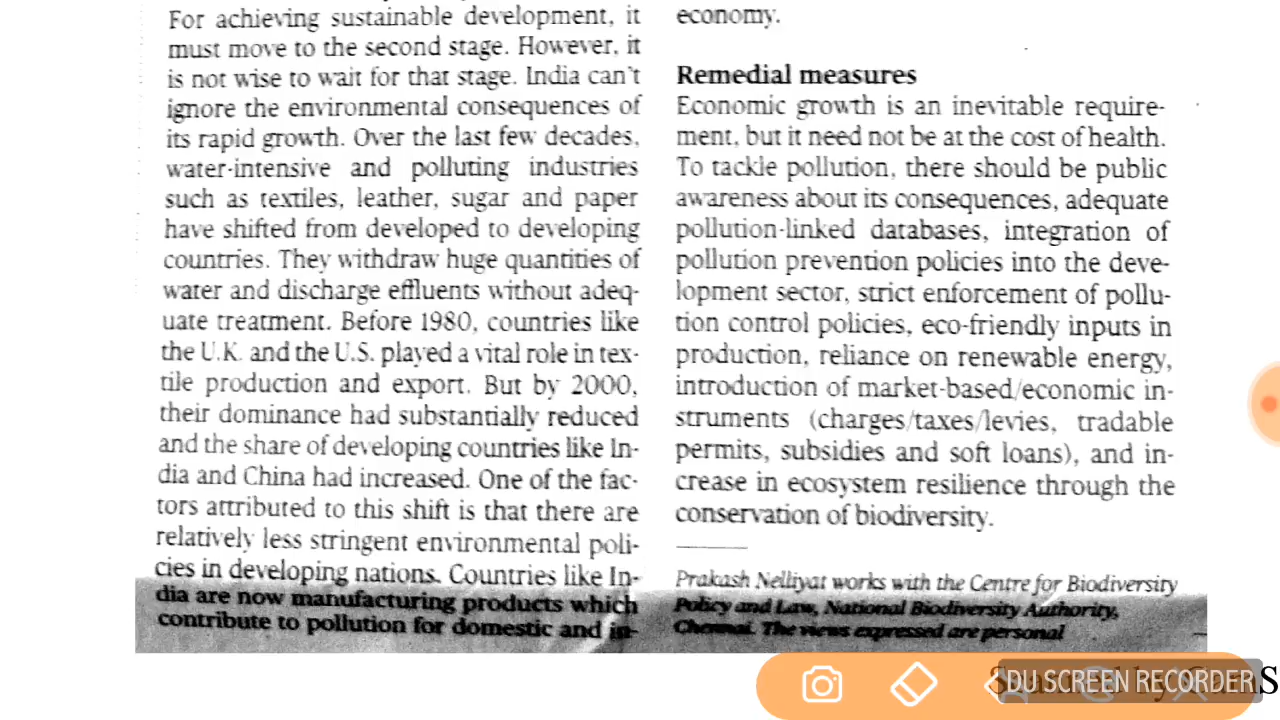 For achieving sustainable development, it
must move to the second stage. However, it
is not wise to wait for that stage. India can't
ignore the environmental consequences of
its rapid growth. Over the last few decades,
water-intensive and polluting industries
such as textiles, leather, sugar and paper
have shifted from developed to developing
countries. They withdraw huge quantities of
water and discharge effluents without adeq-
uate treatment. Before 1980, countries like
the U.K. and the U.S. played a vital role in tex-
tile production and export. But by 2000,
their dominance had substantially reduced
and the share of developing countries like In-
dia and China had increased. One of the fac-
tors attributed to this shift is that there are
relatively less stringent environmental poli-
cies in developing nations. Countries like In-
dia are now manufacturing products which
contribute to pollution for domestic and in-
economy.
Remedial measures
Economic growth is an inevitable require-
ment, but it need not be at the cost of health.
To tackle pollution, there should be public
awareness about its consequences, adequate
pollution-linked databases, integration of
pollution prevention policies into the deve-
lopment sector, strict enforcement of pollu-
tion control policies, eco-friendly inputs in
production, reliance on renewable energy,
introduction of market-based/economic in-
struments (charges/taxes/levies, tradable
permits, subsidies and soft loans), and in-
crease in ecosystem resilience through the
conservation of biodiversity.
Prakash Nelliyat works with the Centre for Biodiversity
Policy and Law, National Biodiversity Authority,
Chennai. The views expressed are personal
DU SCREEN RECORDER